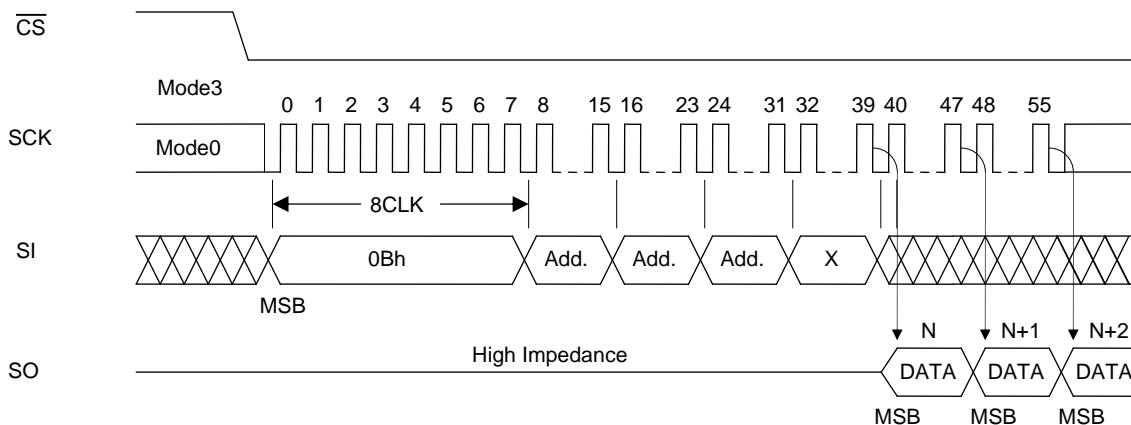 CS
Mode3
0 1 2 3 4 5 6 7 8 15 16 23 24 31 32 39 40 47 48 55
SCK
Mode0
8CLK
SI
0Bh Add. Add. Add. X
MSB
N N+1 N+2
High Impedance
SO
DATA DATA DATA
MSB MSB MSB